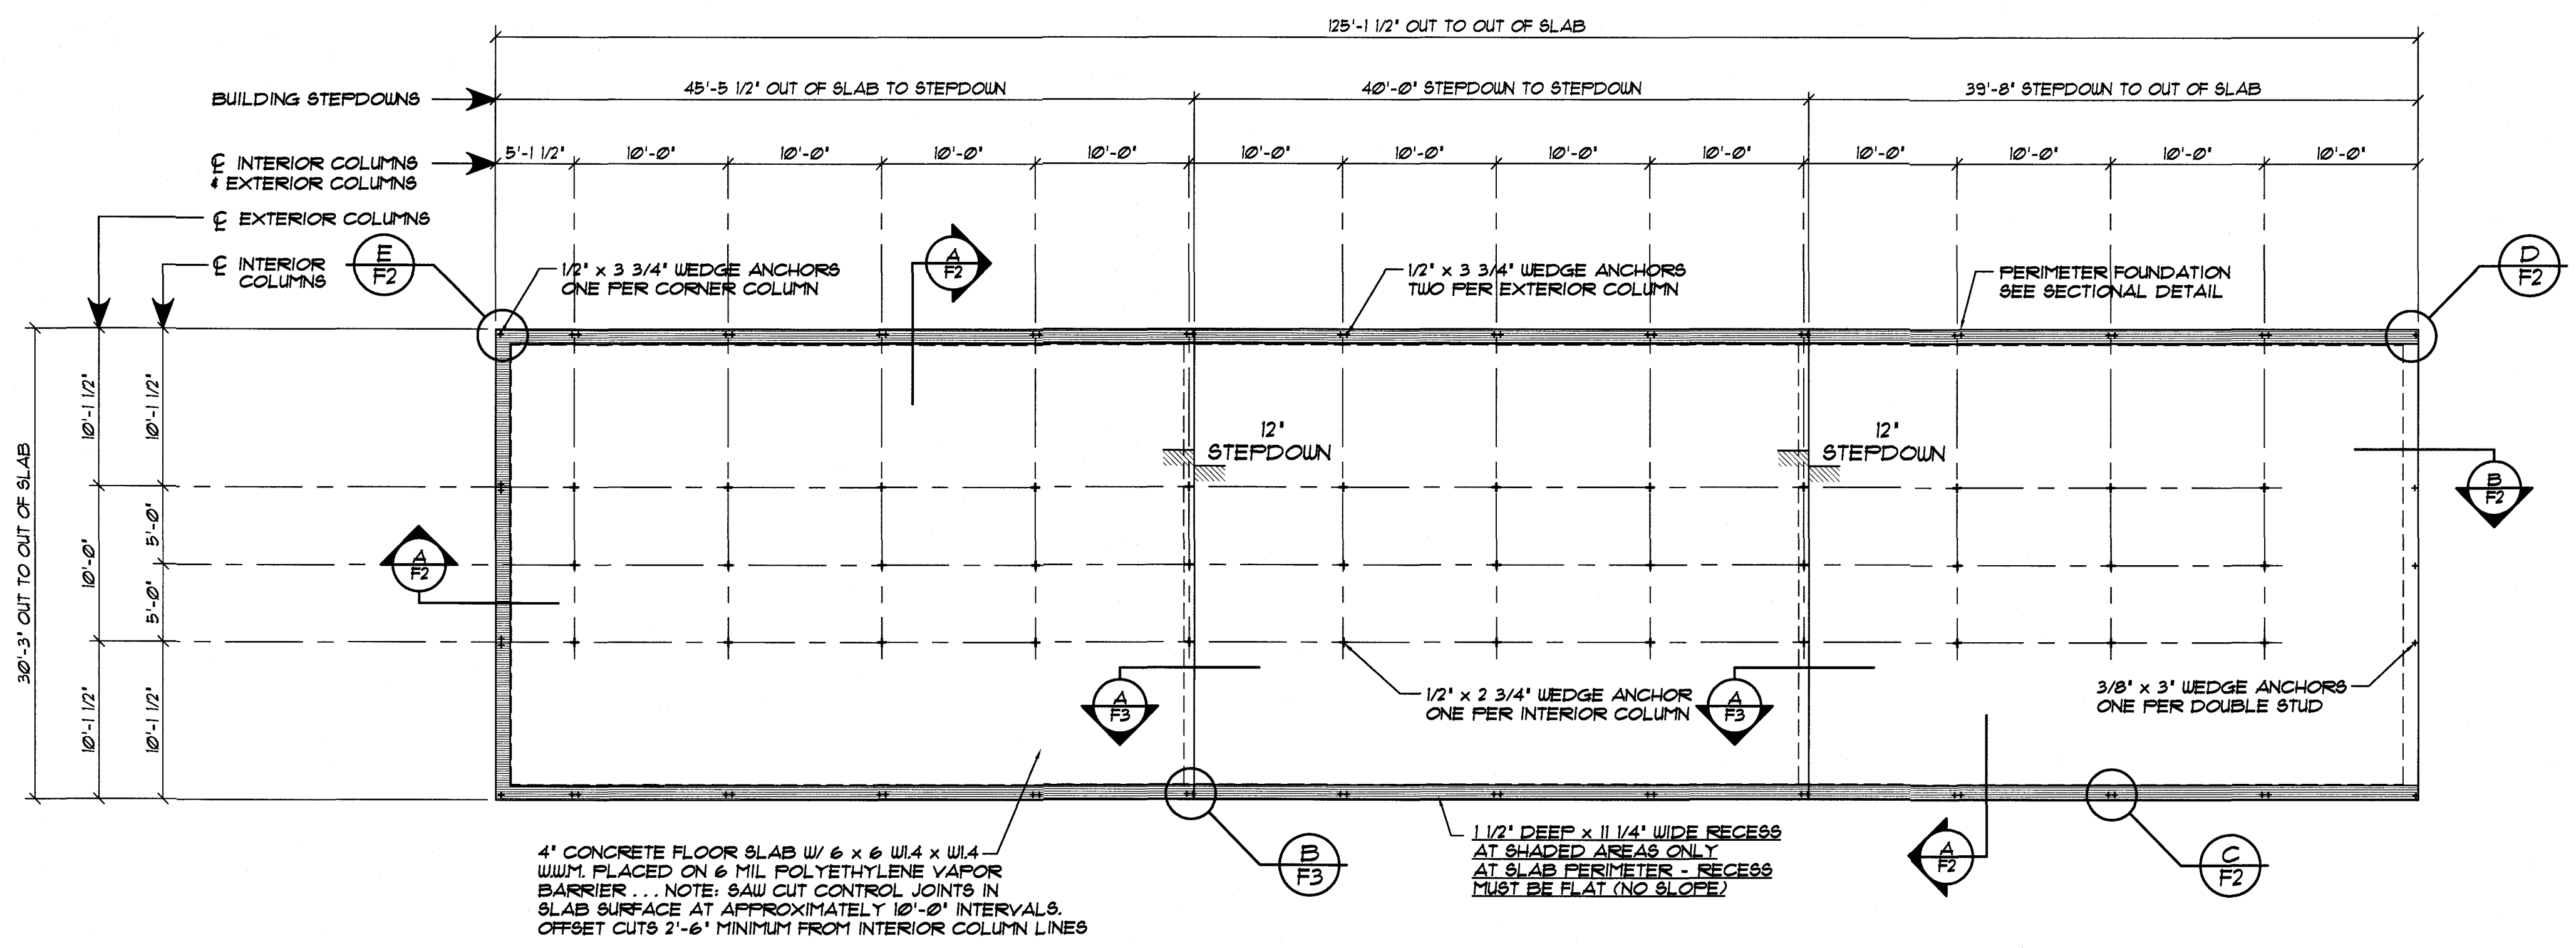 125'-1 1/2" OUT TO OUT OF SLAB
BUILDING STEPDOWNS
45'-5 1/2" OUT OF SLAB TO STEPDOWN
40'-0" STEPDOWN TO STEPDOWN
39'-8" STEPDOWN TO OUT OF SLAB
℄ INTERIOR COLUMNS
& EXTERIOR COLUMNS
5'-1 1/2"
10'-0"
10'-0"
10'-0"
10'-0"
10'-0"
10'-0"
10'-0"
10'-0"
10'-0"
10'-0"
10'-0"
10'-0"
℄ EXTERIOR COLUMNS
℄ INTERIOR
COLUMNS
E
F2
1/2" x 3 3/4" WEDGE ANCHORS
ONE PER CORNER COLUMN
A
F2
1/2" x 3 3/4" WEDGE ANCHORS
TWO PER EXTERIOR COLUMN
PERIMETER FOUNDATION
SEE SECTIONAL DETAIL
D
F2
30'-3" OUT TO OUT OF SLAB
10'-1 1/2"
10'-0"
10'-1 1/2"
10'-1 1/2"
5'-0"
5'-0"
10'-1 1/2"
12"
STEPDOWN
12"
STEPDOWN
B
F2
A
F2
A
F3
1/2" x 2 3/4" WEDGE ANCHOR
ONE PER INTERIOR COLUMN
A
F3
3/8" x 3" WEDGE ANCHORS
ONE PER DOUBLE STUD
4" CONCRETE FLOOR SLAB W/ 6 x 6 W1.4 x W1.4
W.W.M. PLACED ON 6 MIL POLYETHYLENE VAPOR
BARRIER . . . NOTE: SAW CUT CONTROL JOINTS IN
SLAB SURFACE AT APPROXIMATELY 10'-0" INTERVALS.
OFFSET CUTS 2'-6" MINIMUM FROM INTERIOR COLUMN LINES
B
F3
1 1/2" DEEP x 11 1/4" WIDE RECESS
AT SHADED AREAS ONLY
AT SLAB PERIMETER - RECESS
MUST BE FLAT (NO SLOPE)
A
F2
C
F2